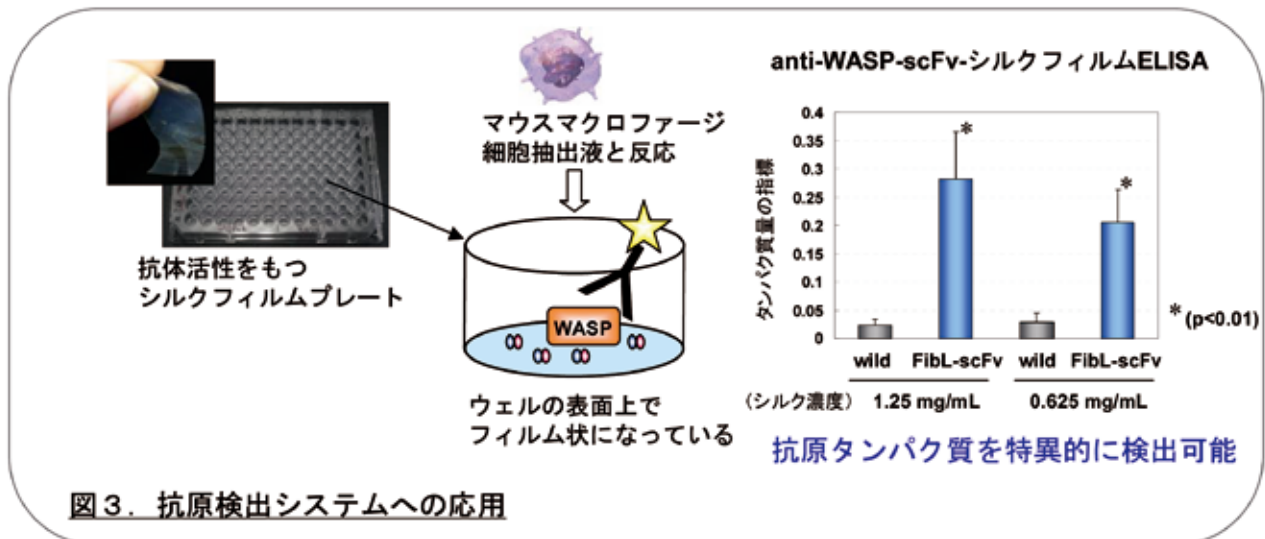 マウスマクロファージ
細胞抽出液と反応
抗体活性をもつ
シルクフィルムプレート
WASP
ウェルの表面上で
フィルム状になっている
anti-WASP-scFv-シルクフィルムELISA
タンパク質量の指標
0.4
0.35
0.3
0.25
0.2
0.15
0.1
0.05
0
*
*
* (p<0.01)
wild FibL-scFv wild FibL-scFv
(シルク濃度) 1.25 mg/mL 0.625 mg/mL
抗原タンパク質を特異的に検出可能
図3. 抗原検出システムへの応用